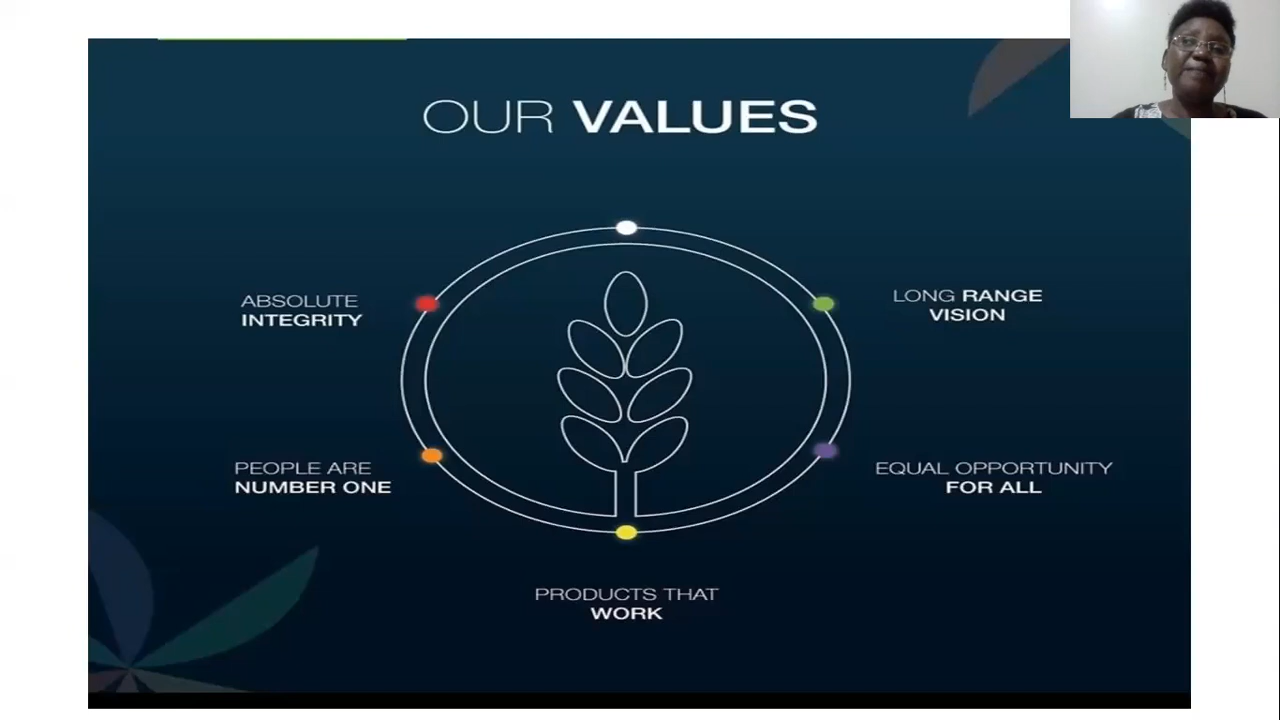 OUR VALUES
ABSOLUTE
INTEGRITY
LONG RANGE
VISION
PEOPLE ARE
NUMBER ONE
EQUAL OPPORTUNITY
FOR ALL
PRODUCTS THAT
WORK